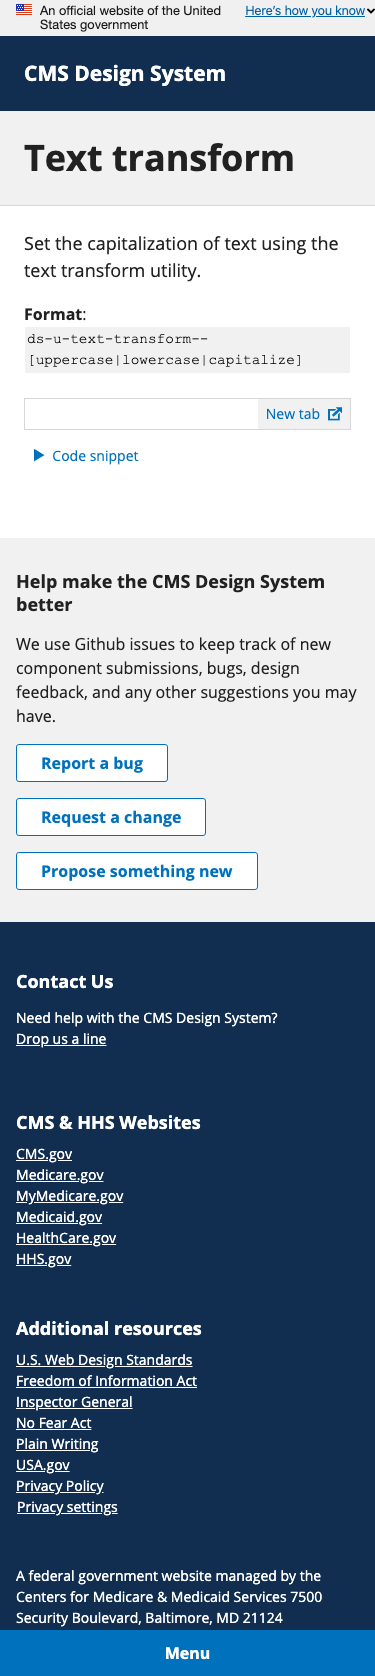 An official website of the United
States government
Here's how you know
CMS Design System
Text transform
Set the capitalization of text using the
text transform utility.
Format:
ds-u-text-transform--
[uppercase|lowercase|capitalize]
New tab
Code snippet
Help make the CMS Design System
better
We use Github issues to keep track of new
component submissions, bugs, design
feedback, and any other suggestions you may
have.
Report a bug
Request a change
Propose something new
Contact Us
Need help with the CMS Design System?
Drop us a line
CMS & HHS Websites
CMS.gov
Medicare.gov
MyMedicare.gov
Medicaid.gov
HealthCare.gov
HHS.gov
Additional resources
U.S. Web Design Standards
Freedom of Information Act
Inspector General
No Fear Act
Plain Writing
USA.gov
Privacy Policy
Privacy settings
A federal government website managed by the
Centers for Medicare & Medicaid Services 7500
Security Boulevard, Baltimore, MD 21124
Menu